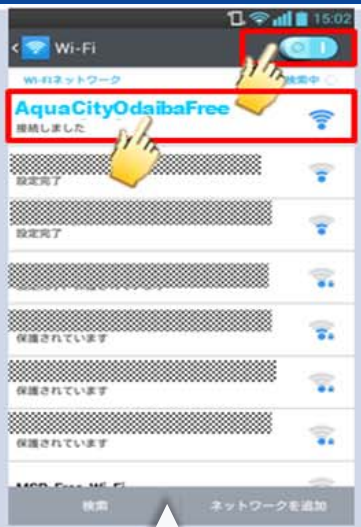 15:02
Wi-Fi
Wi-Fiネットワーク
検索中
AquaCityOdaibaFree
接続しました
設定完了
設定完了
保護されています
保護されています
保護されています
検索
ネットワークを追加